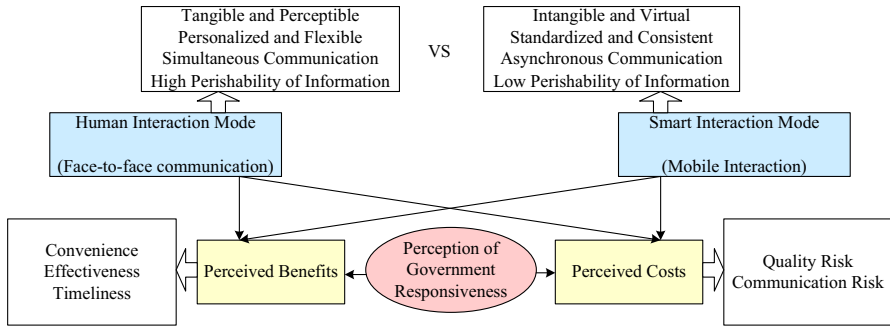 Tangible and Perceptible
Personalized and Flexible
Simultaneous Communication
High Perishability of Information
VS
Intangible and Virtual
Standardized and Consistent
Asynchronous Communication
Low Perishability of Information
Human Interaction Mode
(Face-to-face communication)
Smart Interaction Mode
(Mobile Interaction)
Convenience
Effectiveness
Timeliness
Perceived Benefits
Perception of
Government
Responsiveness
Perceived Costs
Quality Risk
Communication Risk